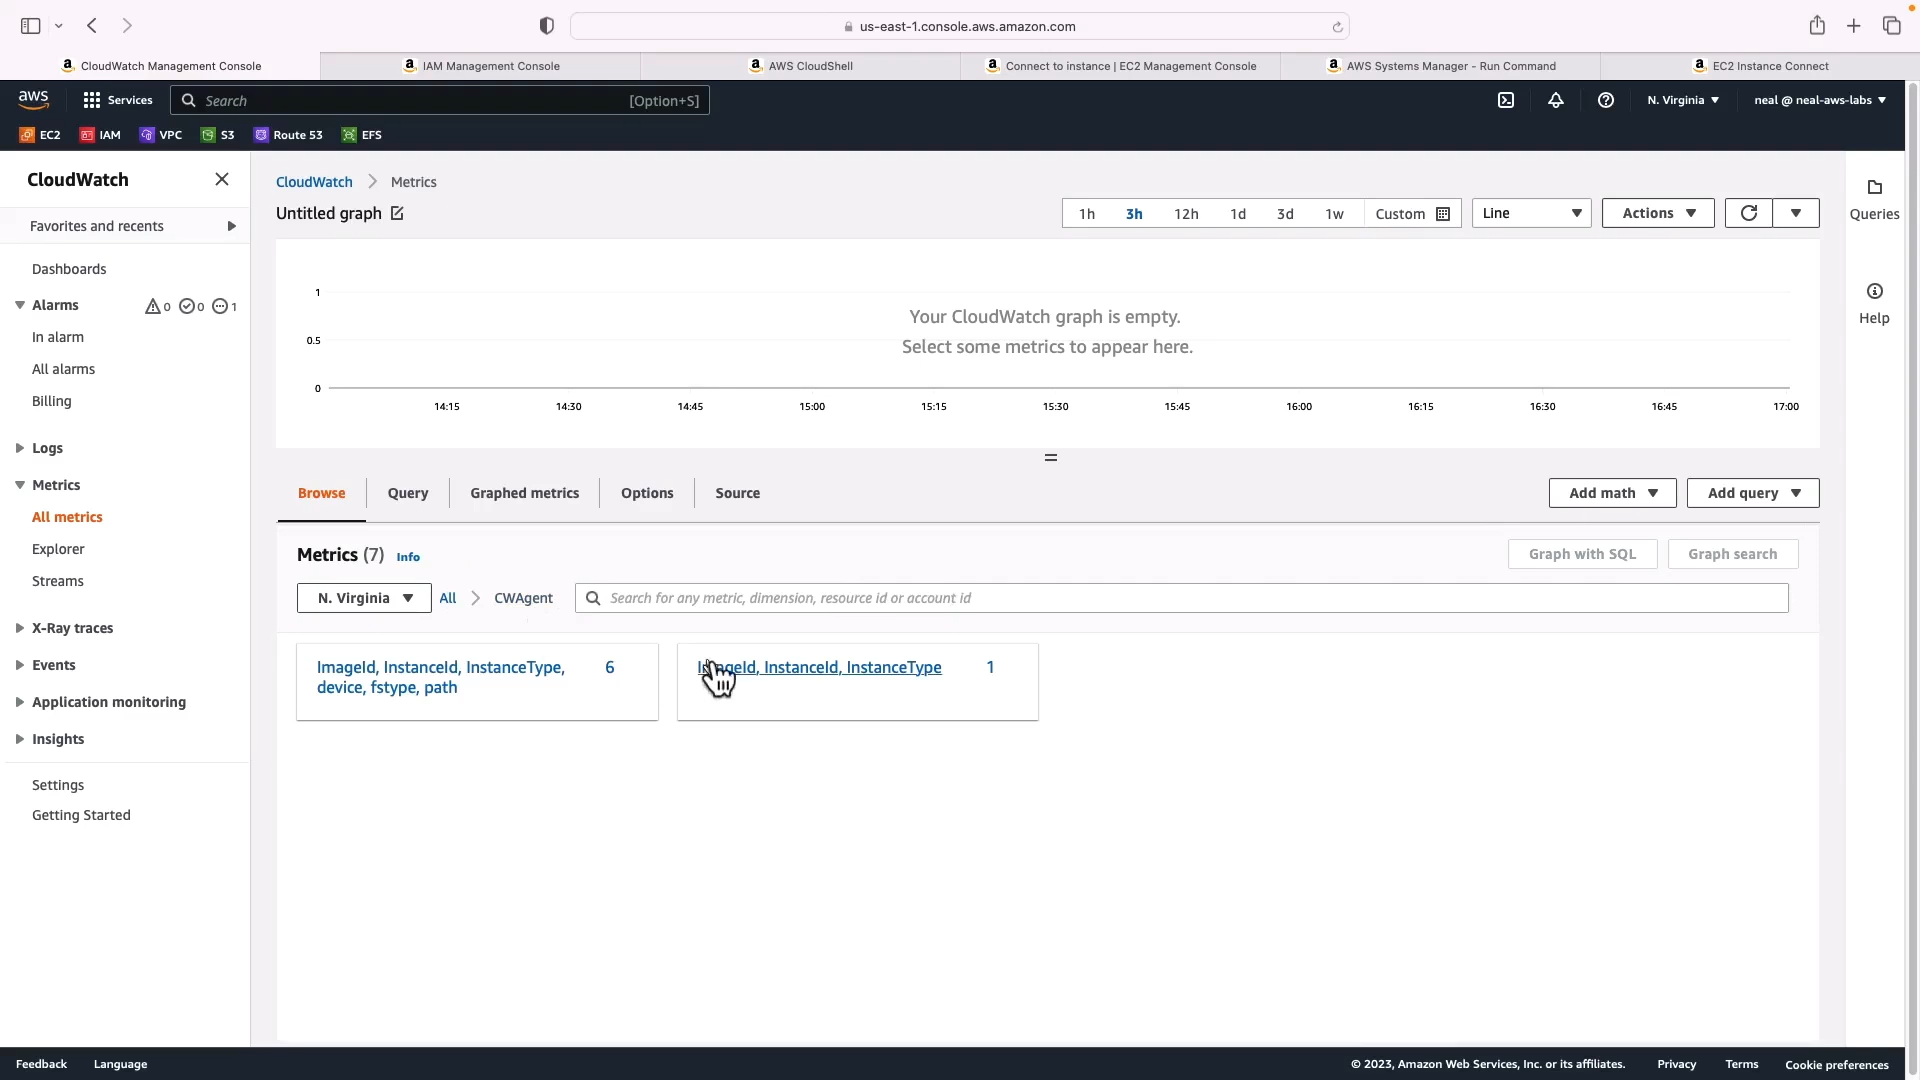 us-east-1.console.aws.amazon.com
CloudWatch Management Console
IAM Management Console
AWS CloudShell
Connect to instance | EC2 Management Console
AWS Systems Manager - Run Command
EC2 Instance Connect
aws
Services
Search
[Option+S]
N. Virginia
neal @ neal-aws-labs
EC2
IAM
VPC
S3
Route 53
EFS
CloudWatch
Favorites and recents
Dashboards
Alarms
0
0
1
In alarm
All alarms
Billing
Logs
Metrics
All metrics
Explorer
Streams
X-Ray traces
Events
Application monitoring
Insights
Settings
Getting Started
CloudWatch
Metrics
Untitled graph
1h
3h
12h
1d
3d
1w
Custom
Line
Actions
Queries
Help
1
0.5
0
Your CloudWatch graph is empty.
Select some metrics to appear here.
14:15
14:30
14:45
15:00
15:15
15:30
15:45
16:00
16:15
16:30
16:45
17:00
Browse
Query
Graphed metrics
Options
Source
Add math
Add query
Metrics (7)
Info
Graph with SQL
Graph search
N. Virginia
All
CWAgent
Search for any metric, dimension, resource id or account id
ImageId, InstanceId, InstanceType,
device, fstype, path
6
ImageId, InstanceId, InstanceType
1
Feedback
Language
© 2023, Amazon Web Services, Inc. or its affiliates.
Privacy
Terms
Cookie preferences